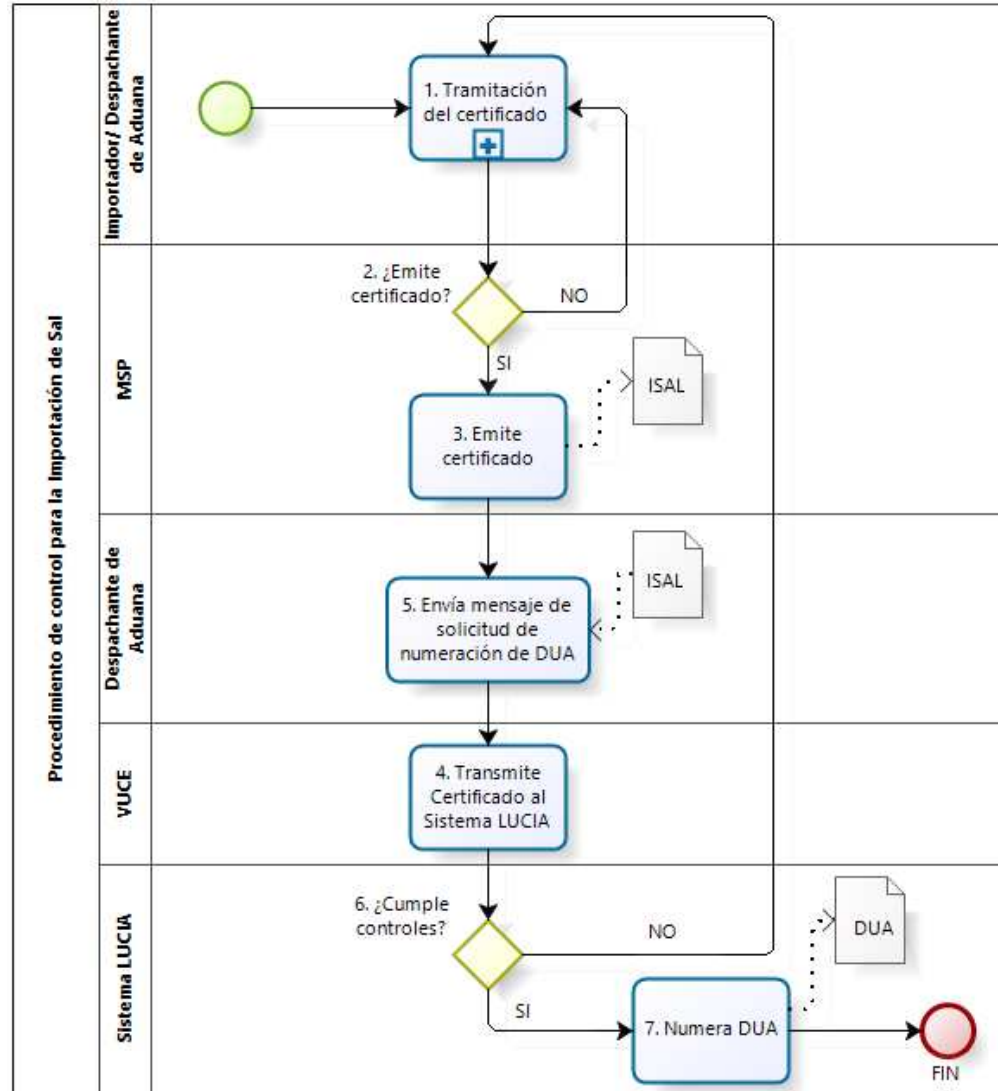 Procedimiento de control para la Importación de Sal
Importador/ Despachante
de Aduana
1. Tramitación
del certificado
MSP
2. ¿Emite
certificado?
NO
SI
ISAL
3. Emite
certificado
Despachante de
Aduana
ISAL
5. Envía mensaje de
solicitud de
numeración de DUA
VUCE
4. Transmite
Certificado al
Sistema LUCIA
Sistema LUCIA
6. ¿Cumple
controles?
NO
DUA
SI
7. Numera DUA
FIN